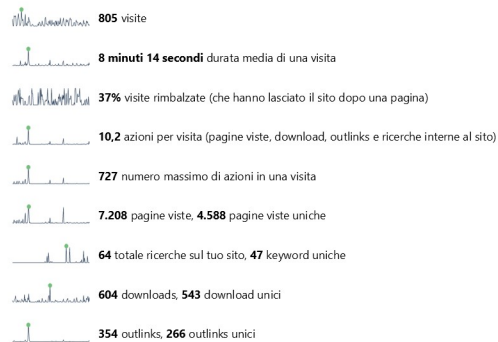 805 visite
8 minuti 14 secondi durata media di una visita
37% visite rimbalzate (che hanno lasciato il sito dopo una pagina)
10,2 azioni per visita (pagine viste, download, outlinks e ricerche interne al sito)
727 numero massimo di azioni in una visita
7.208 pagine viste, 4.588 pagine viste uniche
64 totale ricerche sul tuo sito, 47 keyword uniche
604 downloads, 543 download unici
354 outlinks, 266 outlinks unici